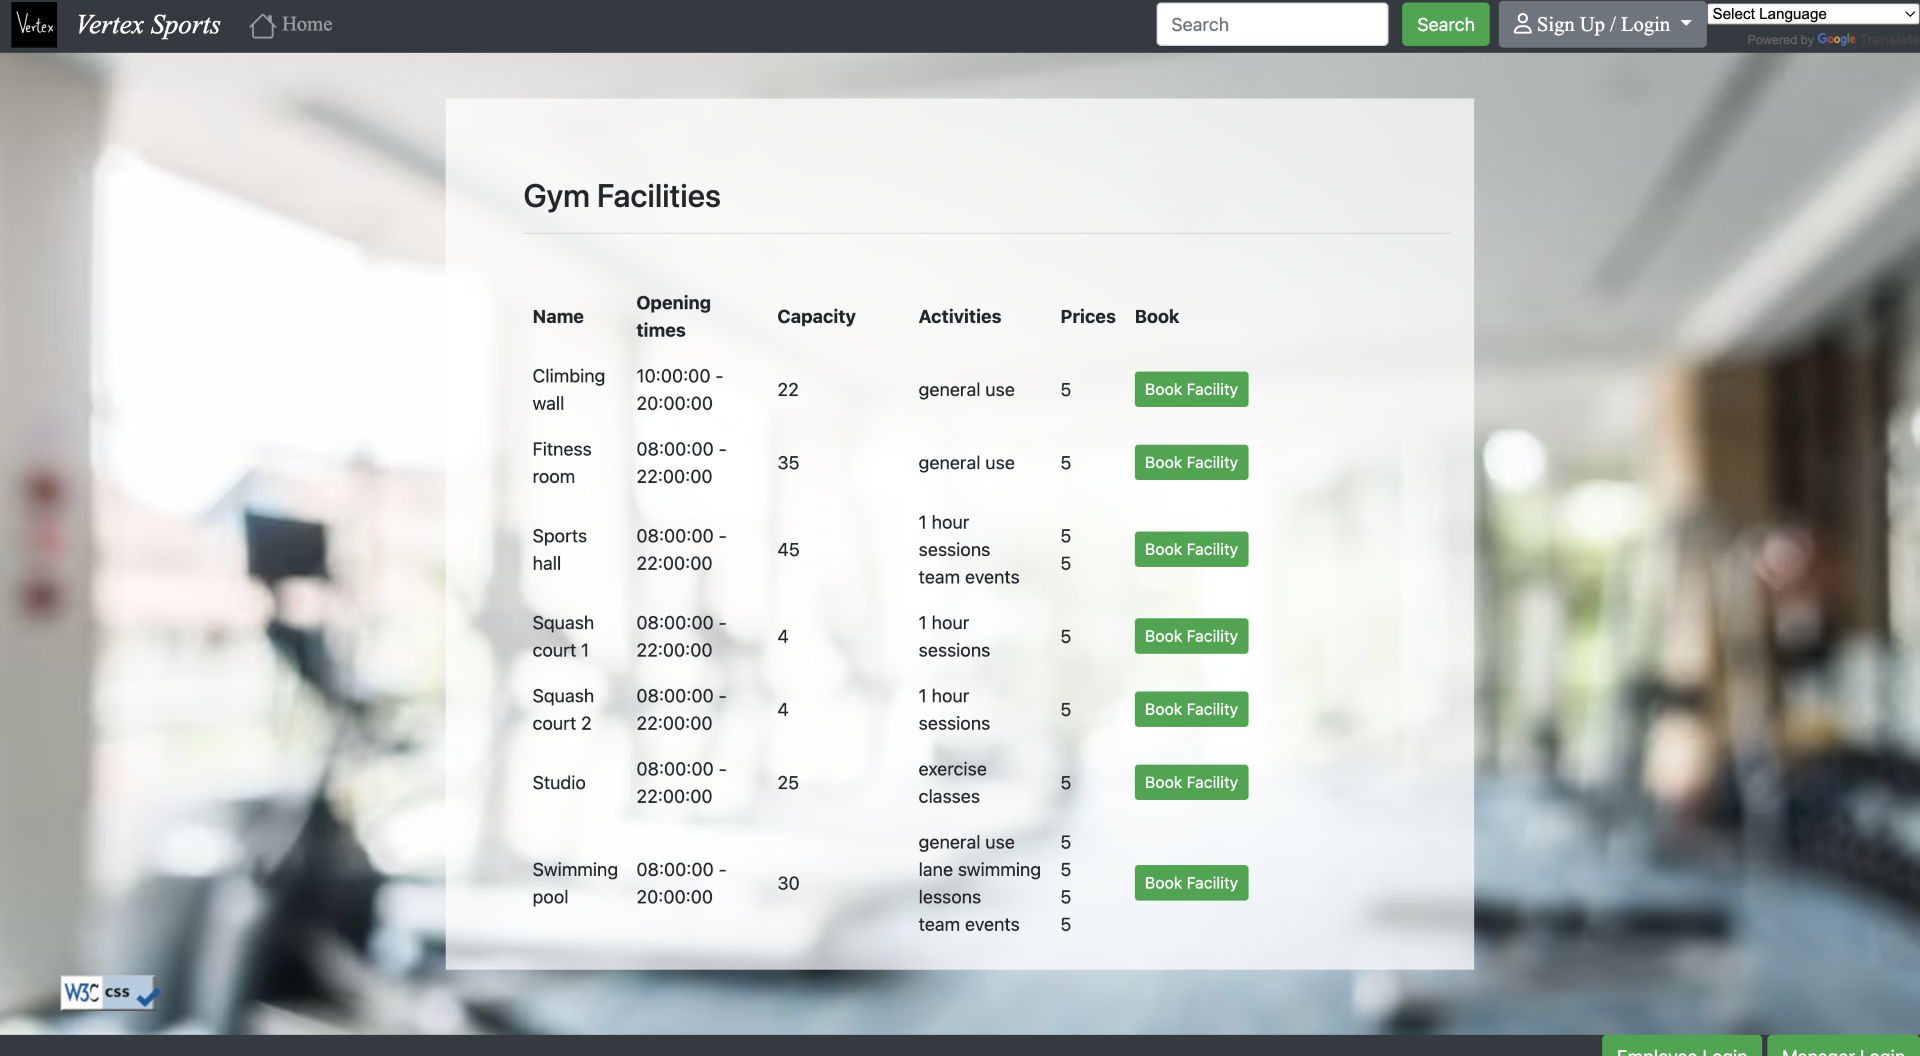 Vertex
Vertex Sports
Home
Search
Search
Sign Up / Login
Select Language
Powered by Google Translate
Gym Facilities
Name Opening times Capacity Activities Prices Book
Climbing wall 10:00:00 - 20:00:00 22 general use 5 Book Facility
Fitness room 08:00:00 - 22:00:00 35 general use 5 Book Facility
Sports hall 08:00:00 - 22:00:00 45 1 hour sessions team events 5 5 Book Facility
Squash court 1 08:00:00 - 22:00:00 4 1 hour sessions 5 Book Facility
Squash court 2 08:00:00 - 22:00:00 4 1 hour sessions 5 Book Facility
Studio 08:00:00 - 22:00:00 25 exercise classes 5 Book Facility
Swimming pool 08:00:00 - 20:00:00 30 general use 5 lane swimming 5 lessons 5 team events 5 Book Facility
W3C css
Employee Login
Manager Login